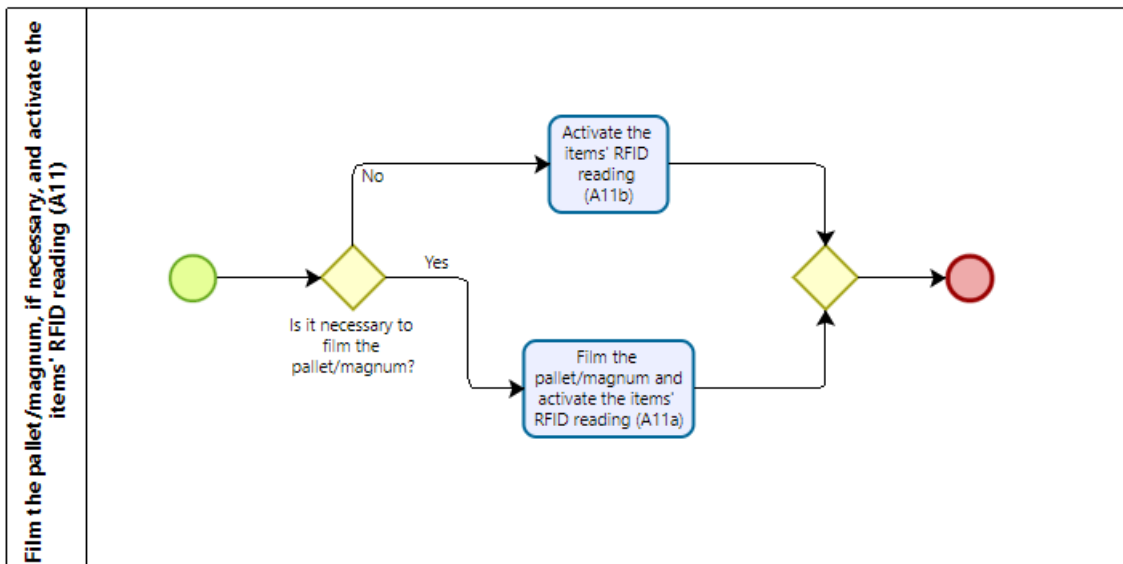 Film the pallet/magnum, if necessary, and activate the
items' RFID reading (A11)
Activate the
items' RFID
reading
(A11b)
No
Yes
Is it necessary to
film the
pallet/magnum?
Film the
pallet/magnum and
activate the items'
RFID reading (A11a)